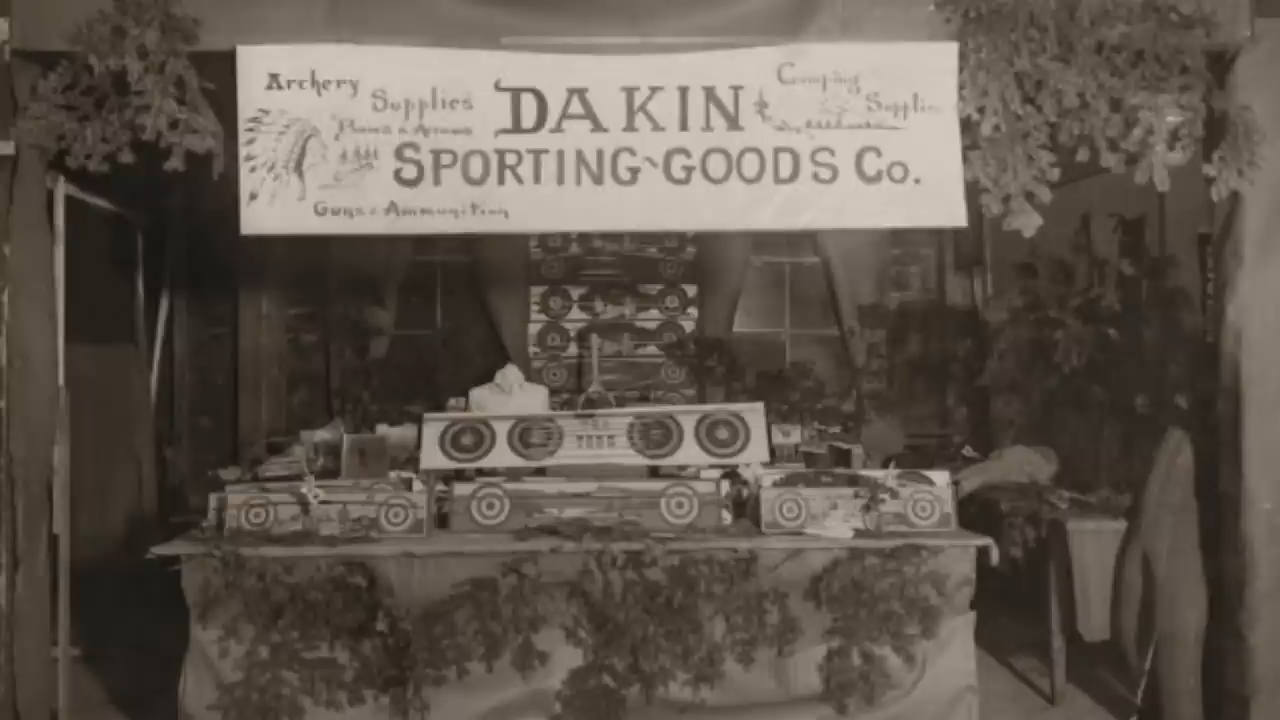 Archery
Supplies
DAKIN
Camping
Supplies
SPORTING-GOODS Co.
Guns & Ammunition